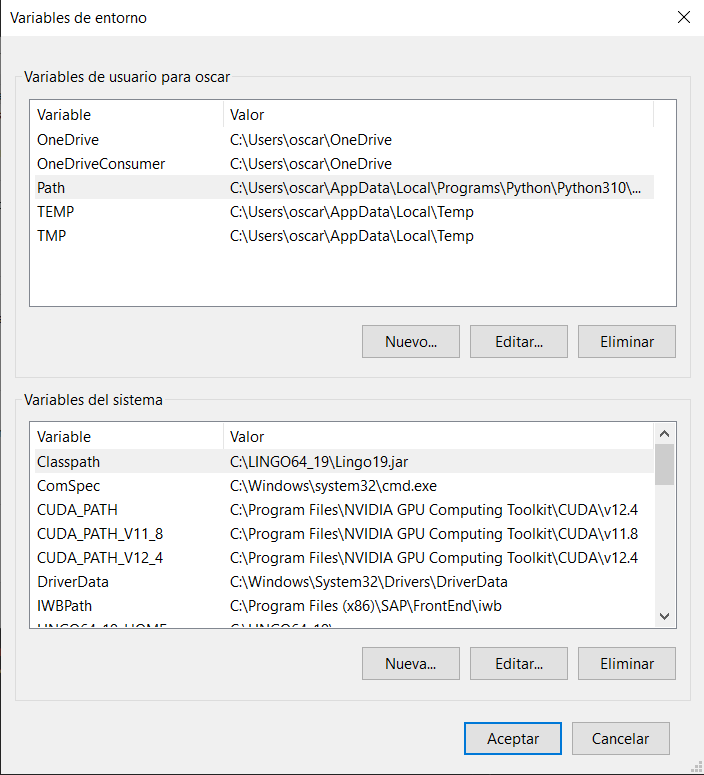 Variables de entorno
Variables de usuario para oscar
Variable Valor
OneDrive C:\Users\oscar\OneDrive
OneDriveConsumer C:\Users\oscar\OneDrive
Path C:\Users\oscar\AppData\Local\Programs\Python\Python310\...
TEMP C:\Users\oscar\AppData\Local\Temp
TMP C:\Users\oscar\AppData\Local\Temp
Nuevo... Editar... Eliminar
Variables del sistema
Variable Valor
Classpath C:\LINGO64_19\Lingo19.jar
ComSpec C:\Windows\system32\cmd.exe
CUDA_PATH C:\Program Files\NVIDIA GPU Computing Toolkit\CUDA\v12.4
CUDA_PATH_V11_8 C:\Program Files\NVIDIA GPU Computing Toolkit\CUDA\v11.8
CUDA_PATH_V12_4 C:\Program Files\NVIDIA GPU Computing Toolkit\CUDA\v12.4
DriverData C:\Windows\System32\Drivers\DriverData
IWBPath C:\Program Files (x86)\SAP\FrontEnd\iwb
Nueva... Editar... Eliminar
Aceptar Cancelar